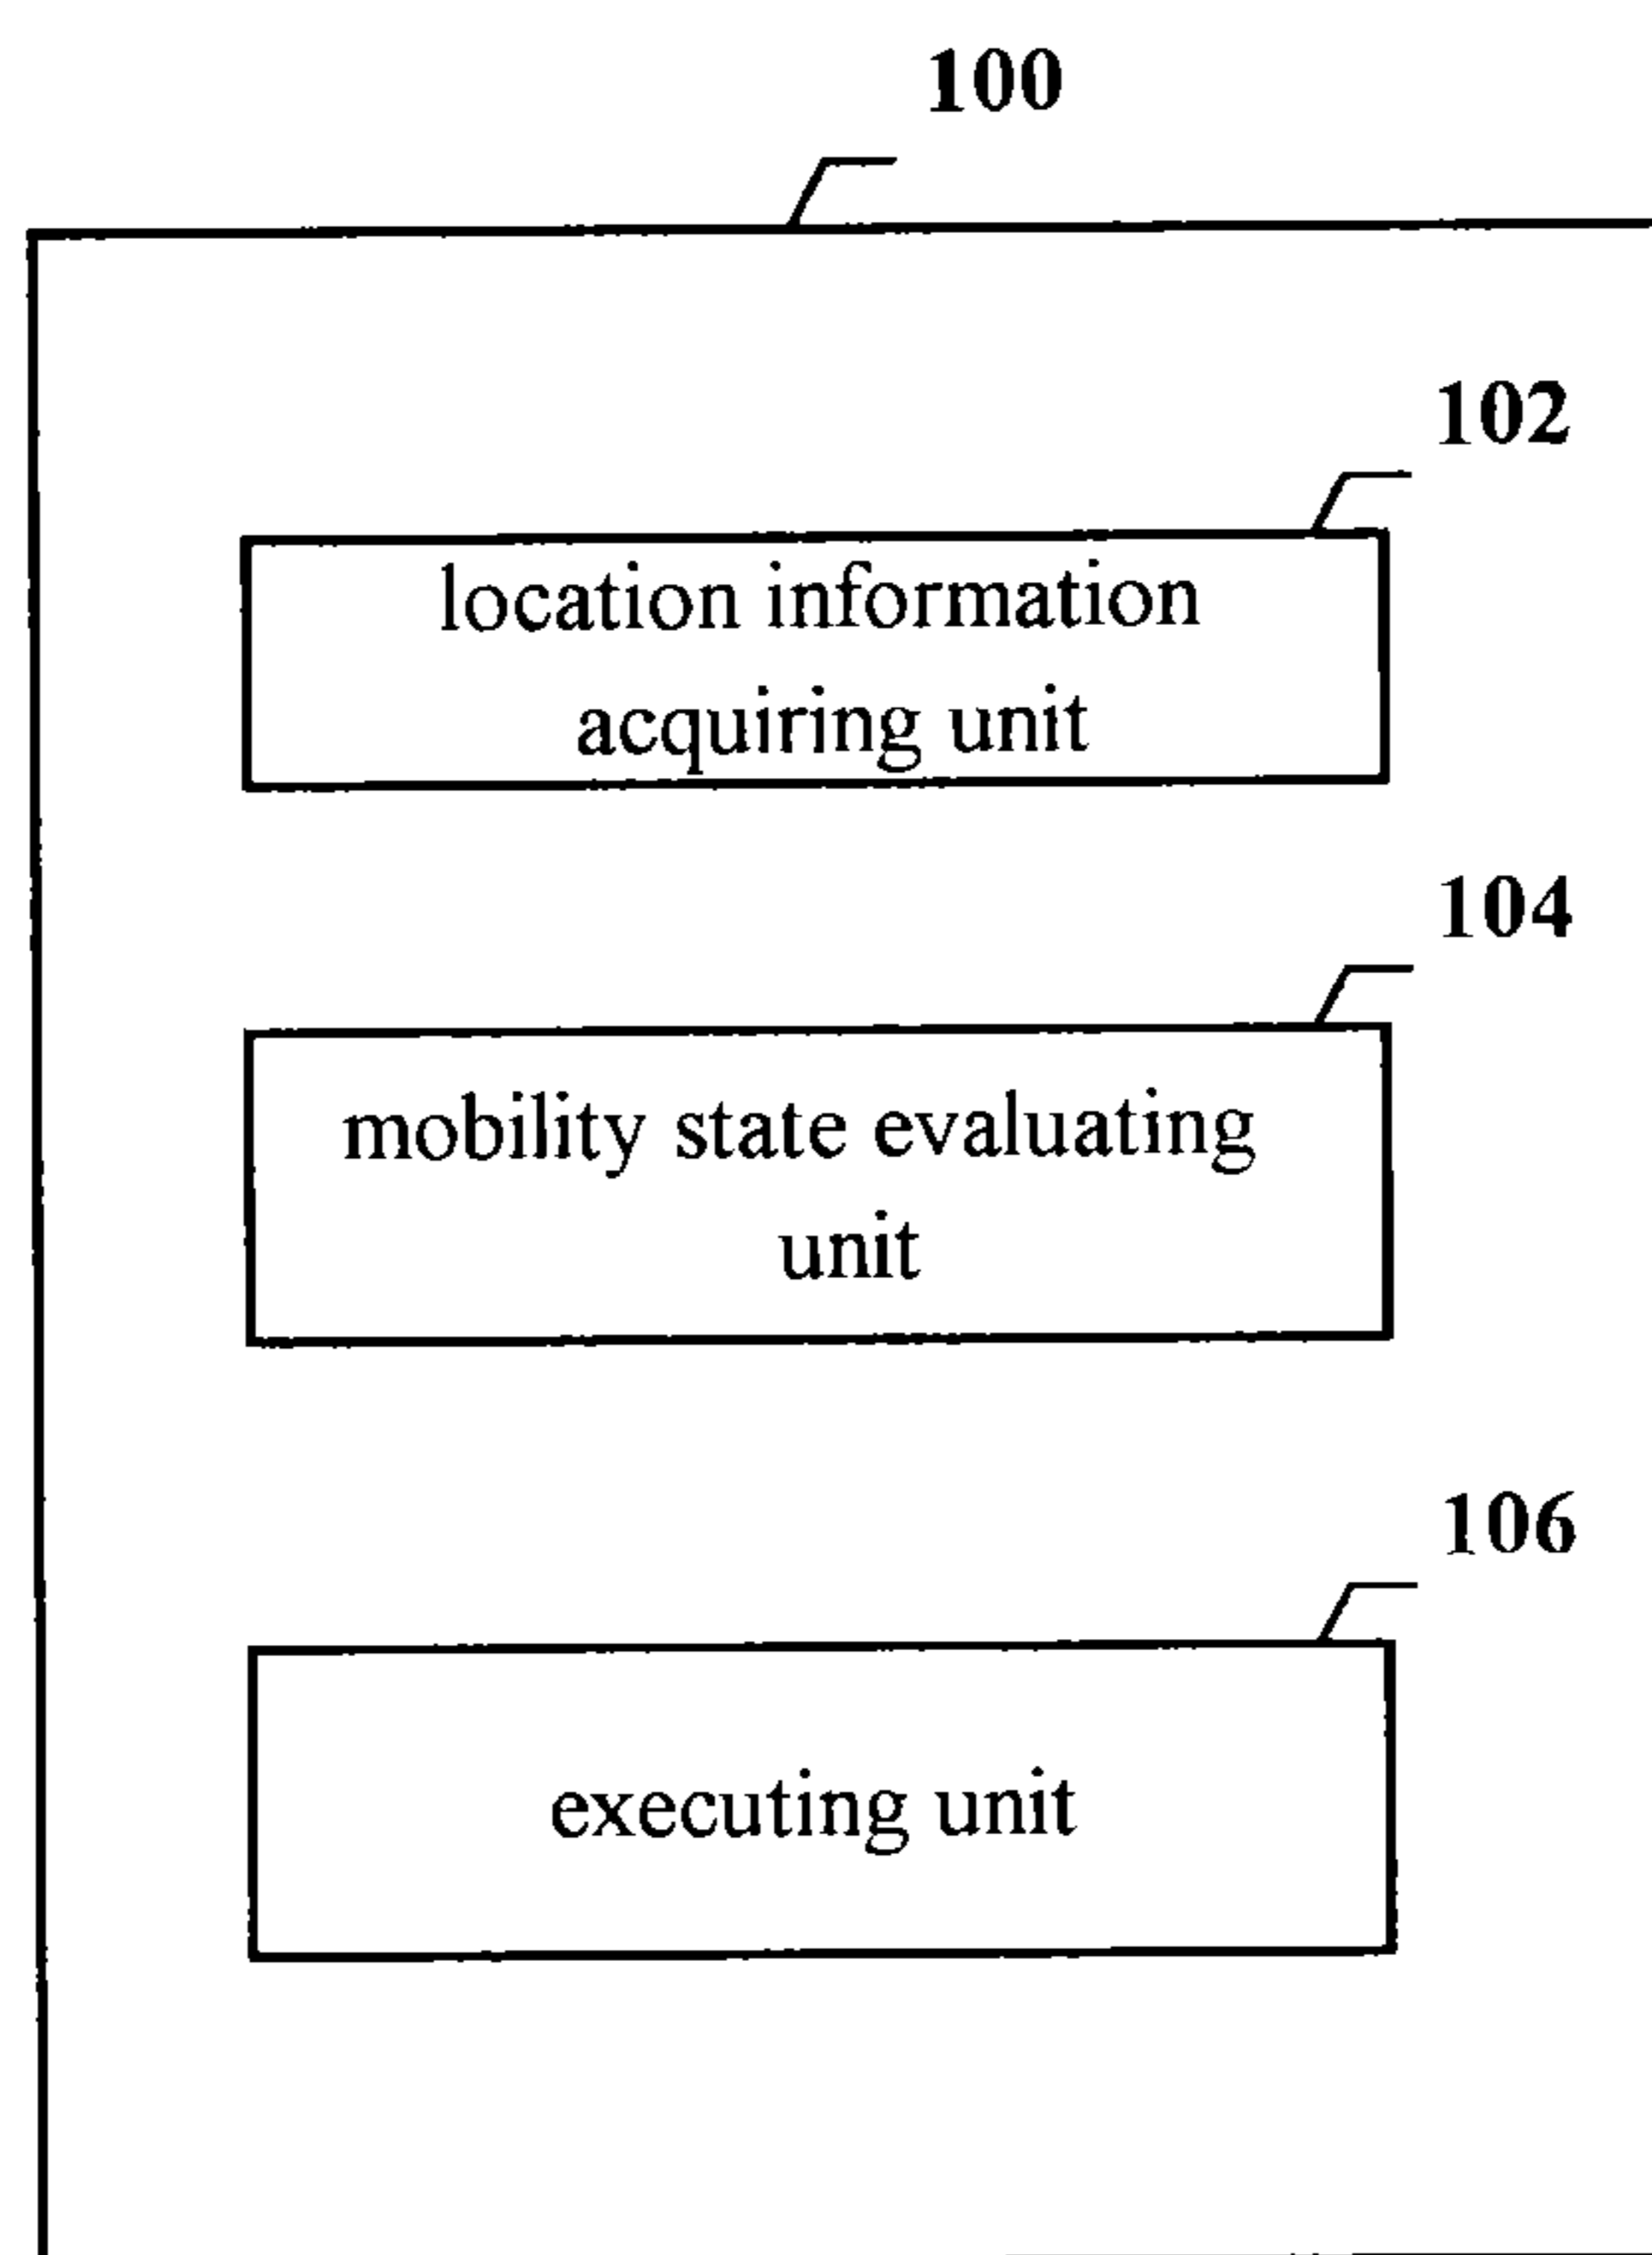 100
102
location information
acquiring unit
104
mobility state evaluating
unit
106
executing unit